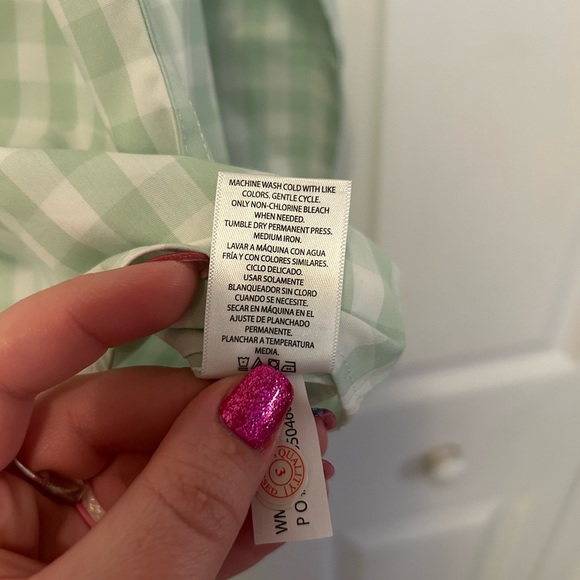 MACHINE WASH COLD WITH LIKE
COLORS. GENTLE CYCLE.
ONLY NON-CHLORINE BLEACH
WHEN NEEDED.
TUMBLE DRY PERMANENT PRESS.
MEDIUM IRON.
LAVAR A MÁQUINA CON AGUA
FRÍA Y CON COLORES SIMILARES.
CICLO DELICADO.
USAR SOLAMENTE
BLANQUEADOR SIN CLORO
CUANDO SE NECESITE.
SECAR EN MÁQUINA EN EL
AJUSTE DE PLANCHADO
PERMANENTE.
PLANCHAR A TEMPERATURA
MEDIA.
QUALITY
3